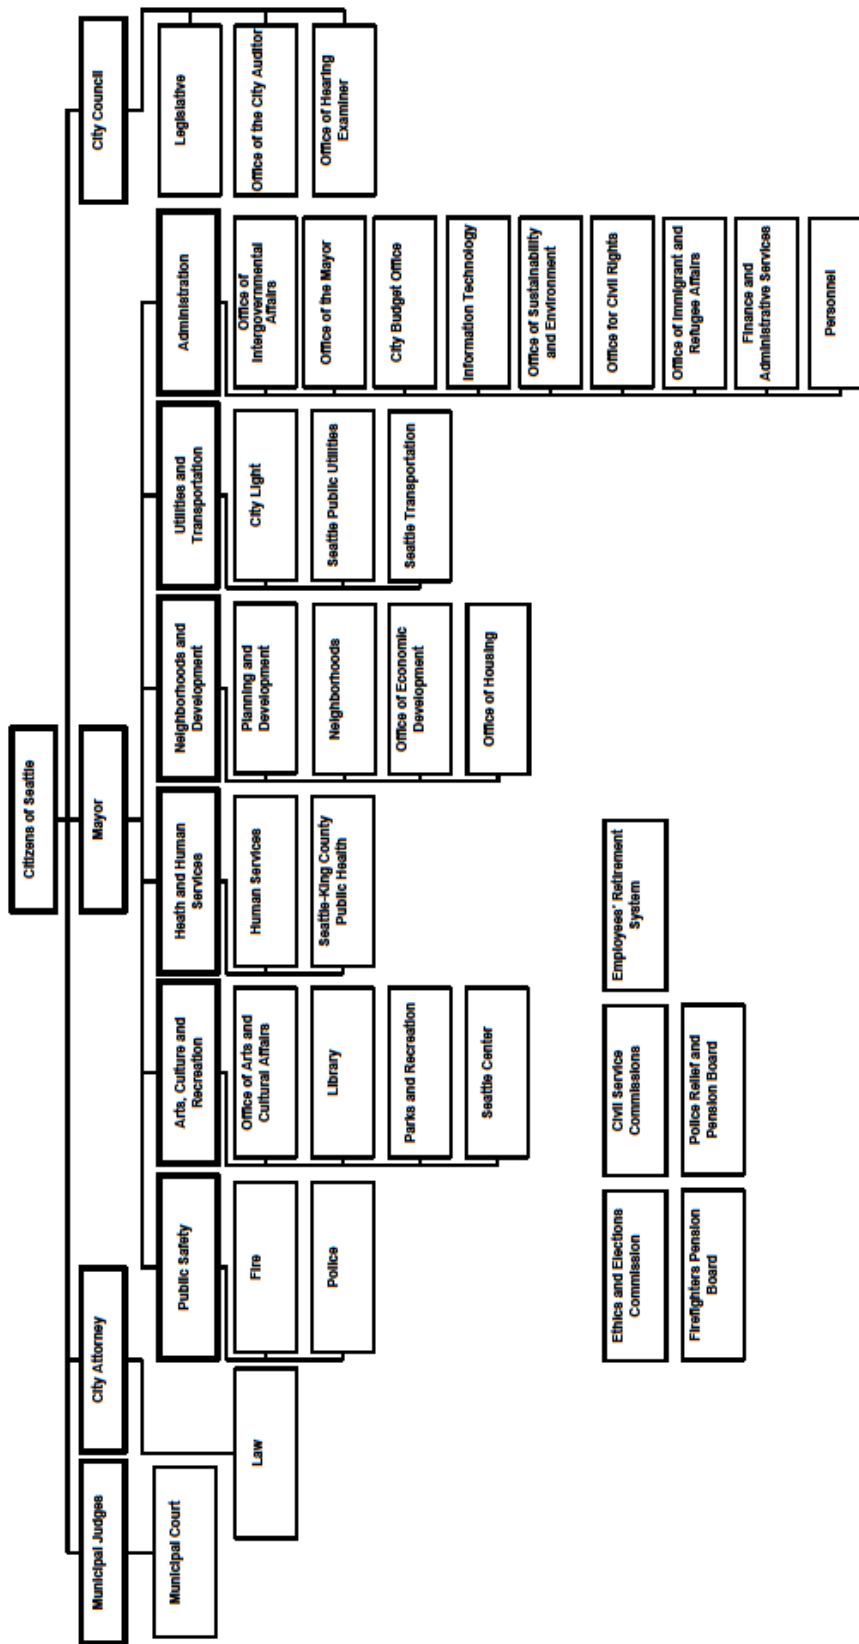 Citizens of Seattle
Municipal Judges
City Attorney
Mayor
City Council
Municipal Court
Law
Public Safety
Fire
Police
Arts, Culture and
Recreation
Office of Arts and
Cultural Affairs
Library
Parks and Recreation
Seattle Center
Heath and Human
Services
Human Services
Seattle-King County
Public Health
Neighborhoods and
Development
Planning and
Development
Neighborhoods
Office of Economic
Development
Office of Housing
Utilities and
Transportation
City Light
Seattle Public Utilities
Seattle Transportation
Administration
Office of
Intergovernmental
Affairs
Office of the Mayor
City Budget Office
Information Technology
Office of Sustainability
and Environment
Office for Civil Rights
Office of Immigrant and
Refugee Affairs
Finance and
Administrative Services
Personnel
Legislative
Office of the City Auditor
Office of Hearing
Examiner
Ethics and Elections
Commission
Civil Service
Commissions
Employees' Retirement
System
Firefighters Pension
Board
Police Relief and
Pension Board